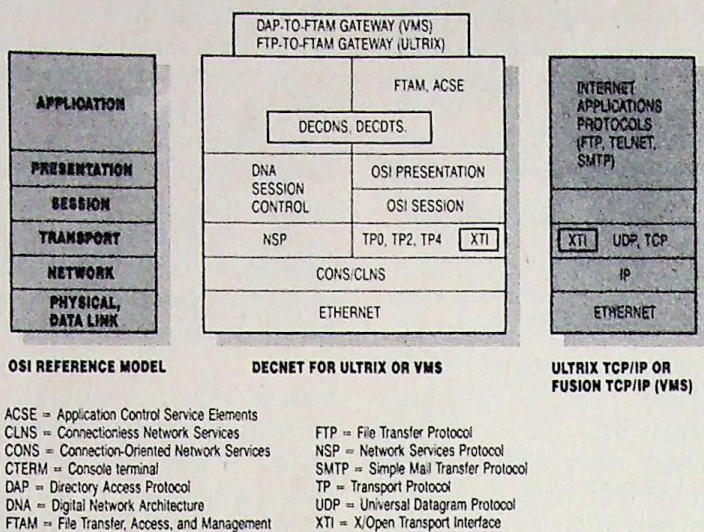 DAP-TO-FTAM GATEWAY (VMS)
FTP-TO-FTAM GATEWAY (ULTRIX)
APPLICATION
PRESENTATION
SESSION
TRANSPORT
NETWORK
PHYSICAL,
DATA LINK
OSI REFERENCE MODEL
FTAM, ACSE
DECDNS, DECDTS.
DNA
SESSION
CONTROL
OSI PRESENTATION
OSI SESSION
NSP
TP0, TP2, TP4
XTI
CONS/CLNS
ETHERNET
DECNET FOR ULTRIX OR VMS
INTERNET
APPLICATIONS
PROTOCOLS
(FTP, TELNET,
SMTP)
XTI
UDP, TCP
IP
ETHERNET
ULTRIX TCP/IP OR
FUSION TCP/IP (VMS)
ACSE = Application Control Service Elements
CLNS = Connectionless Network Services
CONS = Connection-Oriented Network Services
CTERM = Console terminal
DAP = Directory Access Protocol
DNA = Digital Network Architecture
FTAM = File Transfer, Access, and Management
FTP = File Transfer Protocol
NSP = Network Services Protocol
SMTP = Simple Mail Transfer Protocol
TP = Transport Protocol
UDP = Universal Datagram Protocol
XTI = X/Open Transport Interface